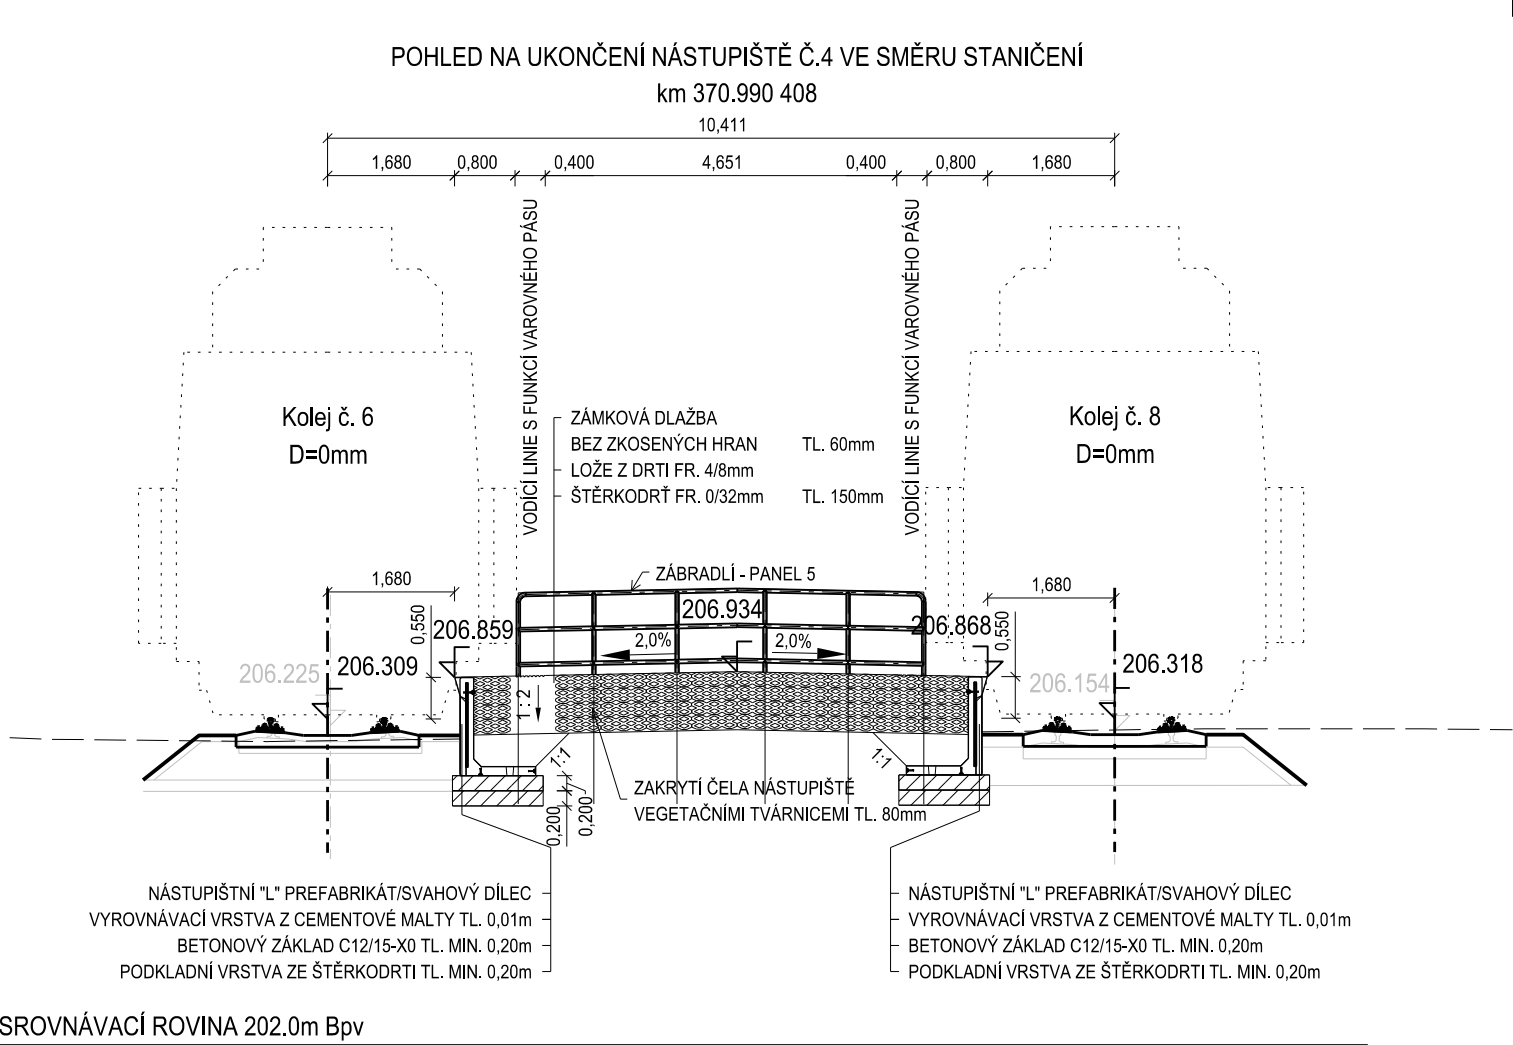 POHLED NA UKONČENÍ NÁSTUPIŠTĚ Č.4 VE SMĚRU STANIČENÍ
km 370.990 408
10,411
1,680 0,800 0,400 4,651 0,400 0,800 1,680
VODÍCÍ LINIE S FUNKCÍ VAROVNÉHO PÁSU
VODÍCÍ LINIE S FUNKCÍ VAROVNÉHO PÁSU
Kolej č. 6
D=0mm
Kolej č. 8
D=0mm
ZÁMKOVÁ DLAŽBA
BEZ ZKOSENÝCH HRAN TL. 60mm
LOŽE Z DRTI FR. 4/8mm
ŠTĚRKODRŤ FR. 0/32mm TL. 150mm
1,680
ZÁBRADLÍ - PANEL 5
1,680
0,550
206.859
206.934
206.868
0,550
2,0%
2,0%
206.225
206.309
206.154
206.318
1 : 2
1:1
1:1
ZAKRYTÍ ČELA NÁSTUPIŠTĚ
VEGETAČNÍMI TVÁRNICEMI TL. 80mm
0,200
0,200
NÁSTUPIŠTNÍ "L" PREFABRIKÁT/SVAHOVÝ DÍLEC
VYROVNÁVACÍ VRSTVA Z CEMENTOVÉ MALTY TL. 0,01m
BETONOVÝ ZÁKLAD C12/15-X0 TL. MIN. 0,20m
PODKLADNÍ VRSTVA ZE ŠTĚRKODRTI TL. MIN. 0,20m
NÁSTUPIŠTNÍ "L" PREFABRIKÁT/SVAHOVÝ DÍLEC
VYROVNÁVACÍ VRSTVA Z CEMENTOVÉ MALTY TL. 0,01m
BETONOVÝ ZÁKLAD C12/15-X0 TL. MIN. 0,20m
PODKLADNÍ VRSTVA ZE ŠTĚRKODRTI TL. MIN. 0,20m
SROVNÁVACÍ ROVINA 202.0m Bpv